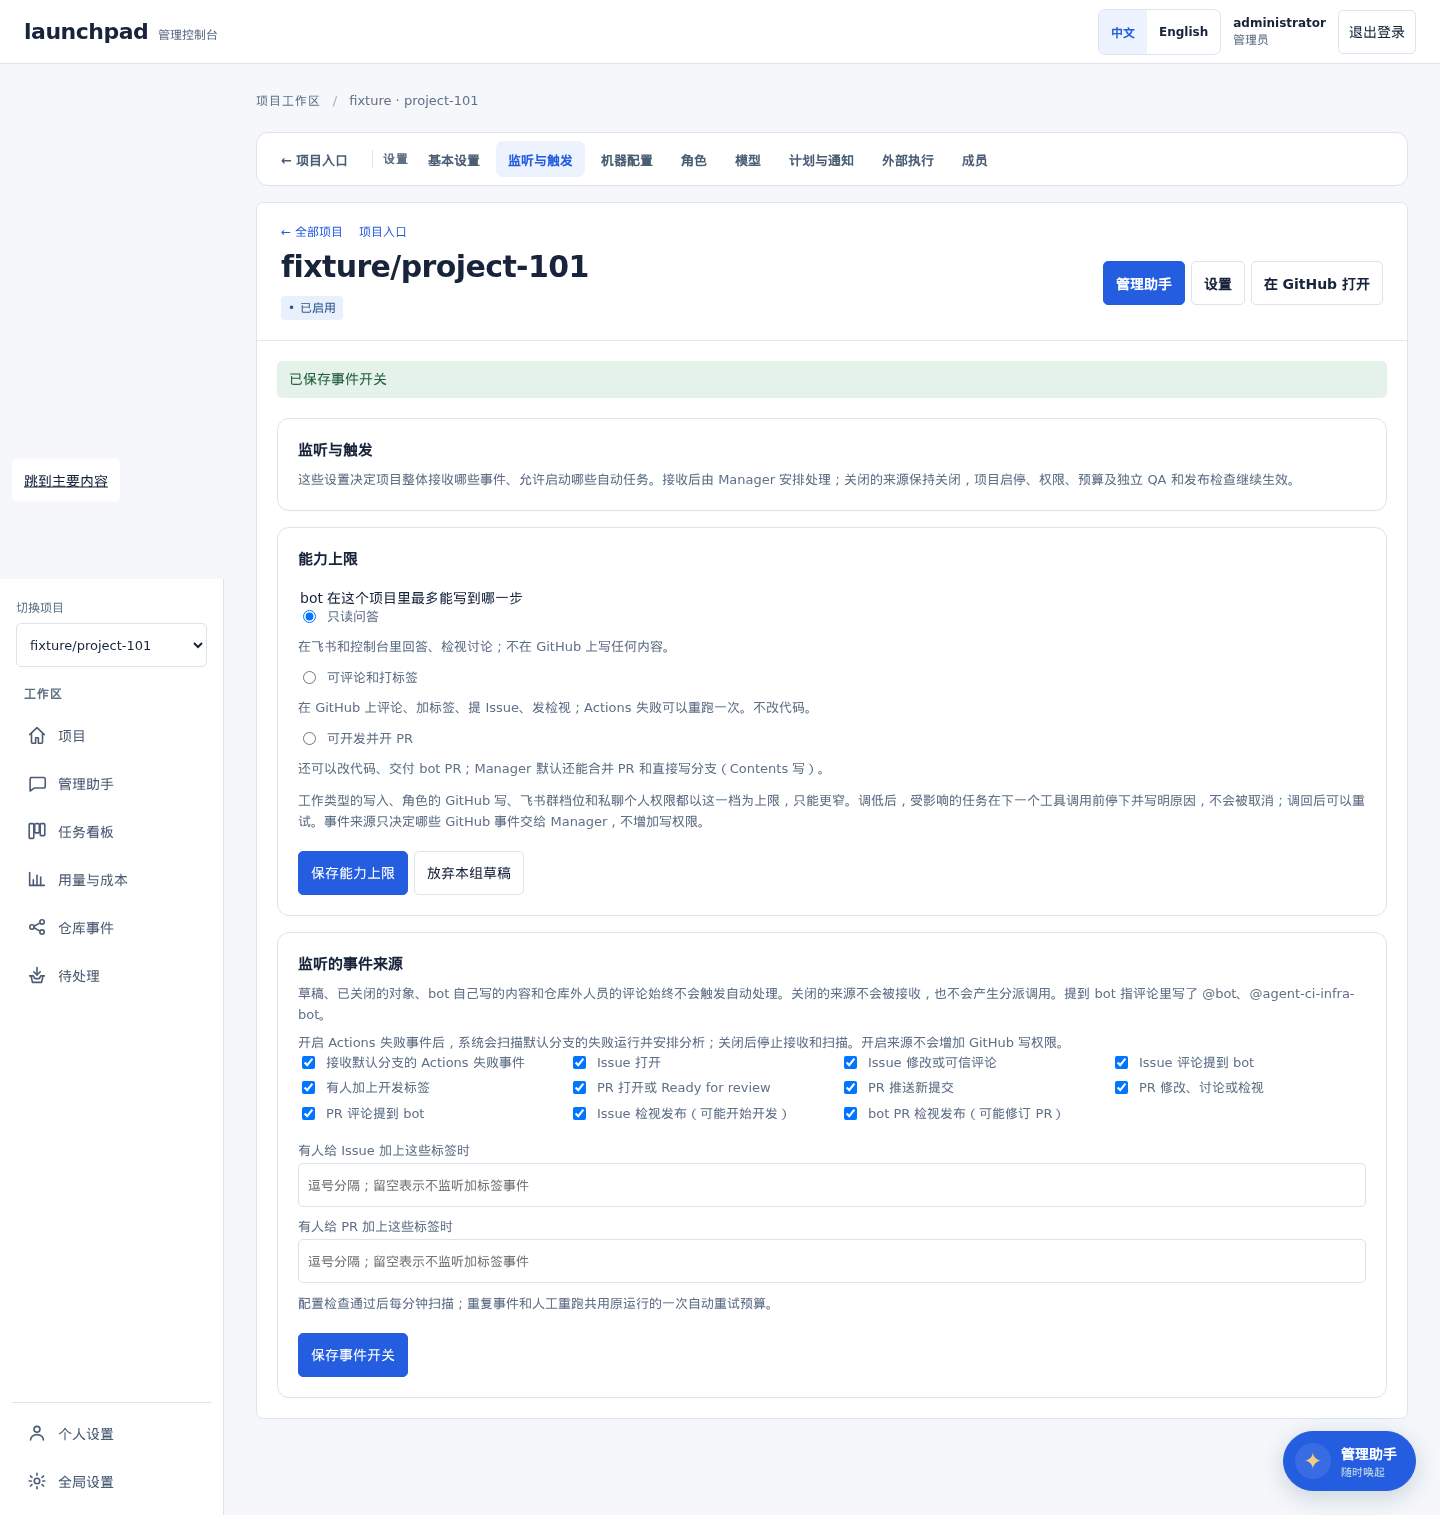 launchpad 管理控制台
中文 English
administrator
管理员
退出登录
项目工作区 / fixture · project-101
← 项目入口 设置 基本设置 监听与触发 机器配置 角色 模型 计划与通知 外部执行 成员
← 全部项目 项目入口
fixture/project-101
• 已启用
管理助手 设置 在 GitHub 打开
已保存事件开关
监听与触发
这些设置决定项目整体接收哪些事件、允许启动哪些自动任务。接收后由 Manager 安排处理；关闭的来源保持关闭，项目启停、权限、预算及独立 QA 和发布检查继续生效。
跳到主要内容
能力上限
bot 在这个项目里最多能写到哪一步
只读问答
在飞书和控制台里回答、检视讨论；不在 GitHub 上写任何内容。
可评论和打标签
在 GitHub 上评论、加标签、提 Issue、发检视；Actions 失败可以重跑一次。不改代码。
可开发并开 PR
还可以改代码、交付 bot PR；Manager 默认还能合并 PR 和直接写分支（Contents 写）。
工作类型的写入、角色的 GitHub 写、飞书群档位和私聊个人权限都以这一档为上限，只能更窄。调低后，受影响的任务在下一个工具调用前停下并写明原因，不会被取消；调回后可以重
试。事件来源只决定哪些 GitHub 事件交给 Manager，不增加写权限。
保存能力上限 放弃本组草稿
切换项目
fixture/project-101
工作区
项目
管理助手
任务看板
用量与成本
仓库事件
待处理
个人设置
全局设置
监听的事件来源
草稿、已关闭的对象、bot 自己写的内容和仓库外人员的评论始终不会触发自动处理。关闭的来源不会被接收，也不会产生分派调用。提到 bot 指评论里写了 @bot、@agent-ci-infra-
bot。
开启 Actions 失败事件后，系统会扫描默认分支的失败运行并安排分析；关闭后停止接收和扫描。开启来源不会增加 GitHub 写权限。
接收默认分支的 Actions 失败事件 Issue 打开 Issue 修改或可信评论 Issue 评论提到 bot
有人加上开发标签 PR 打开或 Ready for review PR 推送新提交 PR 修改、讨论或检视
PR 评论提到 bot Issue 检视发布（可能开始开发） bot PR 检视发布（可能修订 PR）
有人给 Issue 加上这些标签时
逗号分隔；留空表示不监听加标签事件
有人给 PR 加上这些标签时
逗号分隔；留空表示不监听加标签事件
配置检查通过后每分钟扫描；重复事件和人工重跑共用原运行的一次自动重试预算。
保存事件开关
管理助手
随时唤起